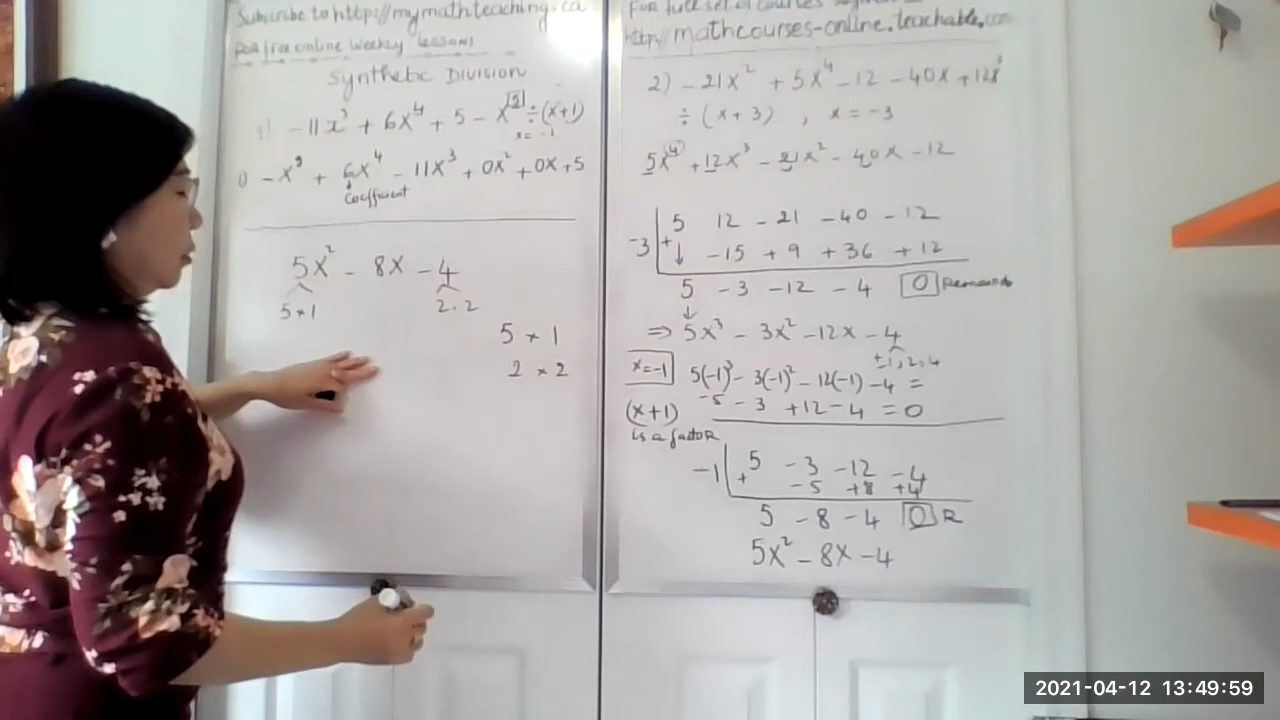 Subscribe to http://mymathteaching.ca
For free online weekly lessons
Synthetic Division
1) -11x³ + 6x⁴ + 5 - x⁵ ÷ (x+1)
x = -1
-x⁵ + 6x⁴ - 11x³ + 0x² + 0x + 5
coefficient
5x² - 8x - 4
5 * 1
2 . 2
5 * 1
2 * 2
For full set of courses
http://mathcourses-online.teachable.com
2) -21x² + 5x⁴ - 12 - 40x + 12x³
÷ (x + 3) , x = -3
5x⁴ + 12x³ - 21x² - 40x - 12
5 12 - 21 - 40 - 12
-3 + ↓ - 15 + 9 + 36 + 12
5 - 3 - 12 - 4 0 Remainder
⇒ 5x³ - 3x² - 12x - 4
±1, 2, 4
x = -1 5(-1)³ - 3(-1)² - 12(-1) - 4 =
-5 - 3 + 12 - 4 = 0
(x+1)
is a factor
5 - 3 - 12 - 4
-1 + - 5 + 8 + 4
5 - 8 - 4 0 R
5x² - 8x - 4
2021-04-12 13:49:59